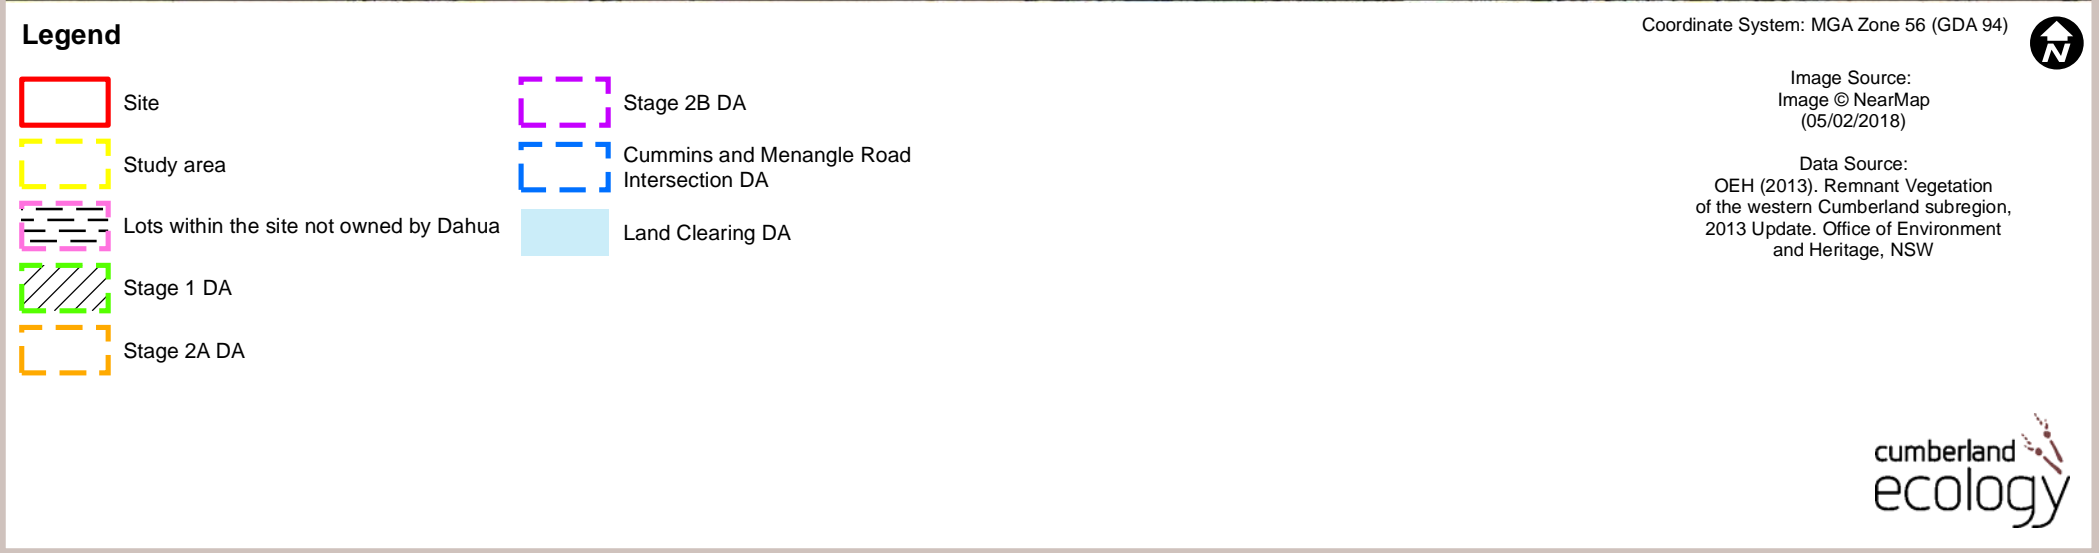 Legend
Site
Study area
Lots within the site not owned by Dahua
Stage 1 DA
Stage 2A DA
Stage 2B DA
Cummins and Menangle Road
Intersection DA
Land Clearing DA
Coordinate System: MGA Zone 56 (GDA 94)
N
Image Source:
Image © NearMap
(05/02/2018)
Data Source:
OEH (2013). Remnant Vegetation
of the western Cumberland subregion,
2013 Update. Office of Environment
and Heritage, NSW
cumberland
ecology